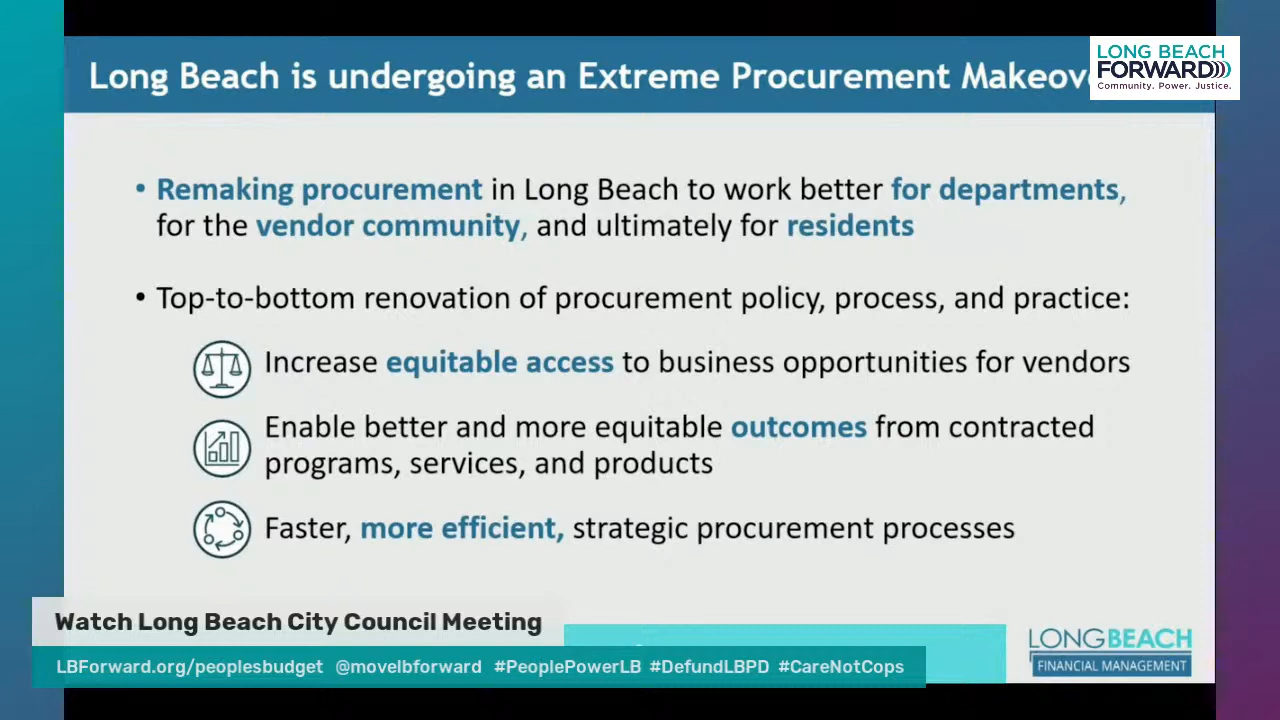 Long Beach is undergoing an Extreme Procurement Makeov
LONG BEACH
FORWARD
Community. Power. Justice.
• Remaking procurement in Long Beach to work better for departments,
for the vendor community, and ultimately for residents
• Top-to-bottom renovation of procurement policy, process, and practice:
Increase equitable access to business opportunities for vendors
Enable better and more equitable outcomes from contracted
programs, services, and products
Faster, more efficient, strategic procurement processes
Watch Long Beach City Council Meeting
LBForward.org/peoplesbudget @movelbforward #PeoplePowerLB #DefundLBPD #CareNotCops
LONGBEACH
FINANCIAL MANAGEMENT